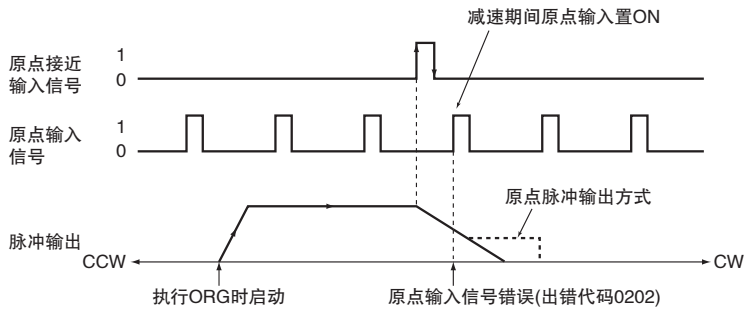 减速期间原点输入置ON
原点接近
输入信号
1
0
原点输入
信号
1
0
原点脉冲输出方式
脉冲输出
CCW
CW
执行ORG时启动
原点输入信号错误(出错代码0202)